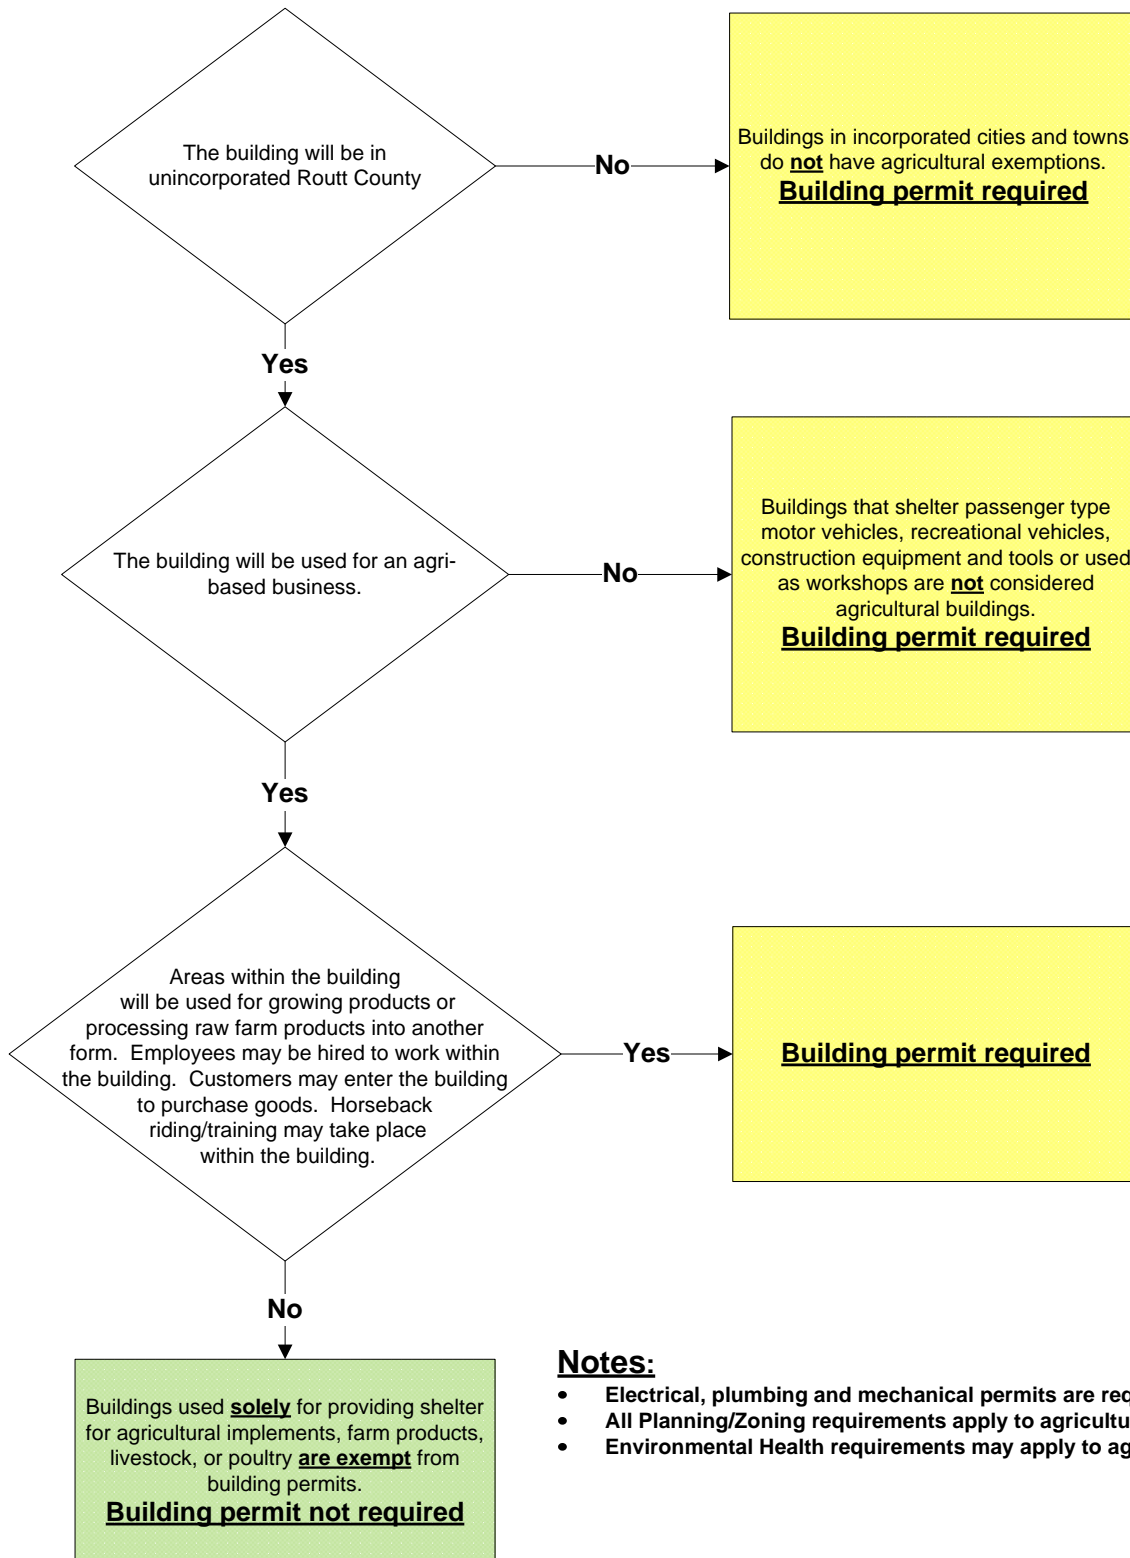 The building will be in
unincorporated Routt County
No
Buildings in incorporated cities and towns
do not have agricultural exemptions.
Building permit required
Yes
The building will be used for an agri-
based business.
No
Buildings that shelter passenger type
motor vehicles, recreational vehicles,
construction equipment and tools or used
as workshops are not considered
agricultural buildings.
Building permit required
Yes
Areas within the building
will be used for growing products or
processing raw farm products into another
form.  Employees may be hired to work within
the building.  Customers may enter the building
to purchase goods.  Horseback
riding/training may take place
within the building.
Yes
Building permit required
No
Buildings used solely for providing shelter
for agricultural implements, farm products,
livestock, or poultry are exempt from
building permits.
Building permit not required
Notes:
• Electrical, plumbing and mechanical permits are
• All Planning/Zoning requirements apply to
• Environmental Health requirements may apply to